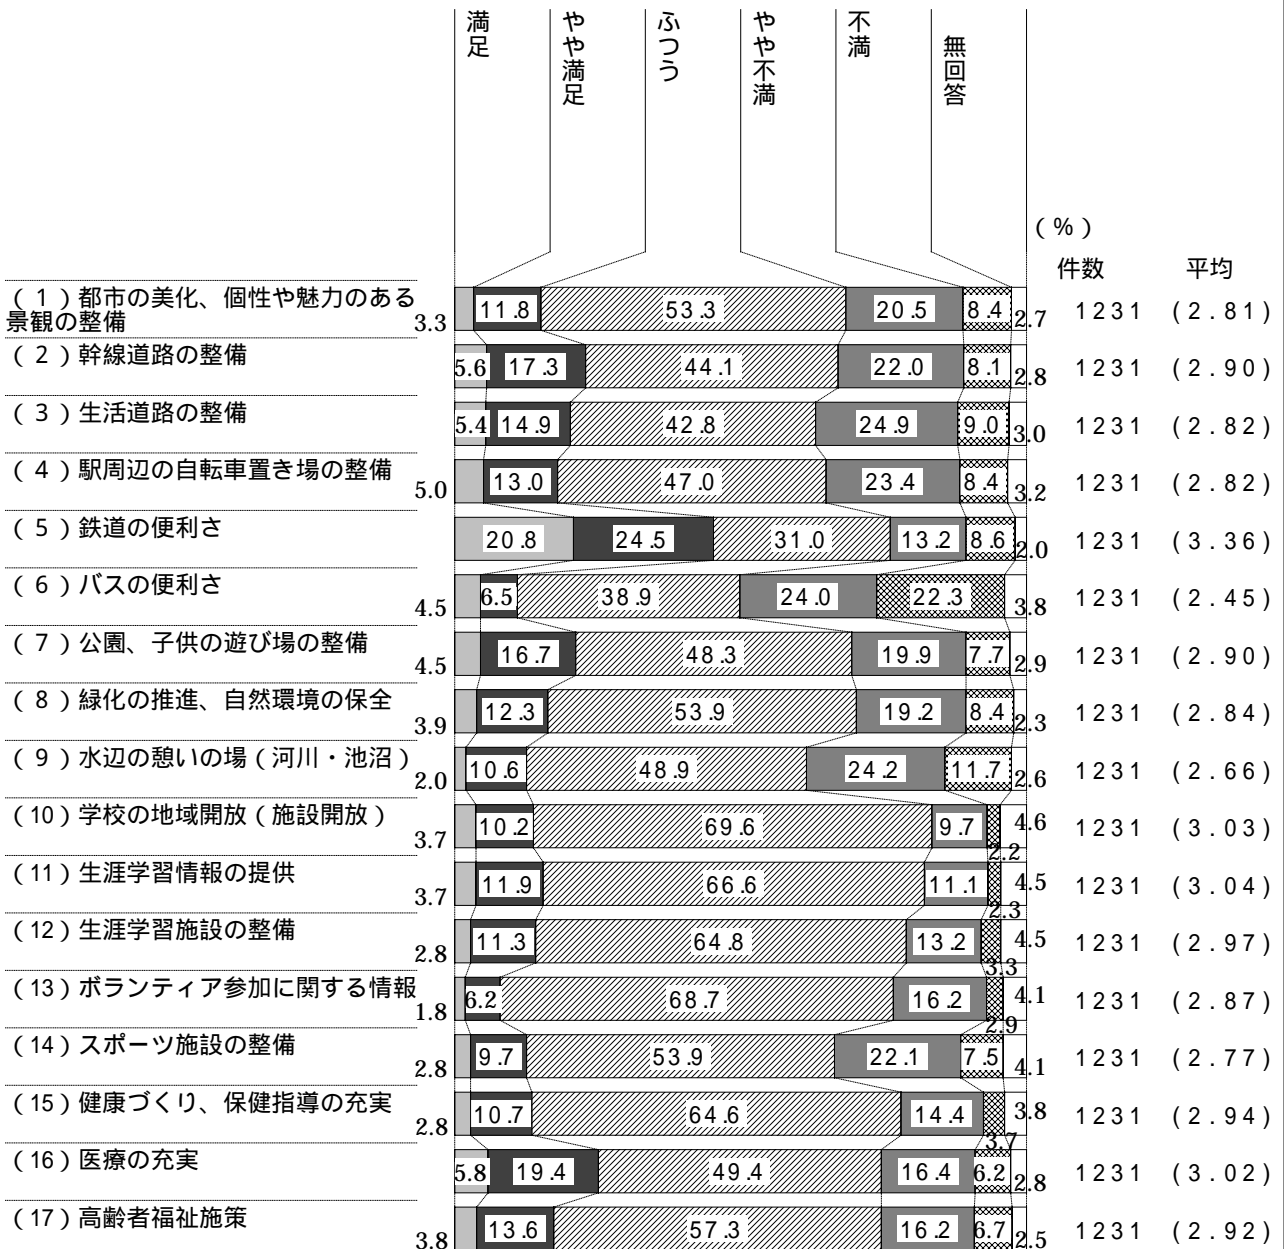 満足
やや満足
ふつう
やや不満
不満
無回答
(%)
件数 平均
(1)都市の美化、個性や魅力のある
景観の整備 3.3 11.8 53.3 20.5 8.4 2.7 1231 (2.81)
(2)幹線道路の整備 5.6 17.3 44.1 22.0 8.1 2.8 1231 (2.90)
(3)生活道路の整備 5.4 14.9 42.8 24.9 9.0 3.0 1231 (2.82)
(4)駅周辺の自転車置き場の整備 5.0 13.0 47.0 23.4 8.4 3.2 1231 (2.82)
(5)鉄道の便利さ 20.8 24.5 31.0 13.2 8.6 2.0 1231 (3.36)
(6)バスの便利さ 4.5 6.5 38.9 24.0 22.3 3.8 1231 (2.45)
(7)公園、子供の遊び場の整備 4.5 16.7 48.3 19.9 7.7 2.9 1231 (2.90)
(8)緑化の推進、自然環境の保全 3.9 12.3 53.9 19.2 8.4 2.3 1231 (2.84)
(9)水辺の憩いの場(河川・池沼) 2.0 10.6 48.9 24.2 11.7 2.6 1231 (2.66)
(10)学校の地域開放(施設開放) 3.7 10.2 69.6 9.7 2.2 4.6 1231 (3.03)
(11)生涯学習情報の提供 3.7 11.9 66.6 11.1 2.3 4.5 1231 (3.04)
(12)生涯学習施設の整備 2.8 11.3 64.8 13.2 3.3 4.5 1231 (2.97)
(13)ボランティア参加に関する情報 1.8 6.2 68.7 16.2 2.9 4.1 1231 (2.87)
(14)スポーツ施設の整備 2.8 9.7 53.9 22.1 7.5 4.1 1231 (2.77)
(15)健康づくり、保健指導の充実 2.8 10.7 64.6 14.4 3.7 3.8 1231 (2.94)
(16)医療の充実 5.8 19.4 49.4 16.4 6.2 2.8 1231 (3.02)
(17)高齢者福祉施策 3.8 13.6 57.3 16.2 6.7 2.5 1231 (2.92)